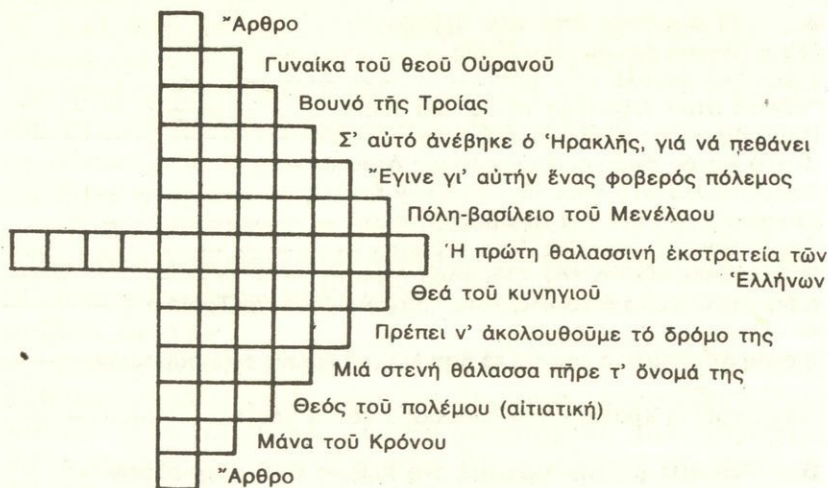 Ἄρθρο
Γυναίκα τοῦ θεοῦ Οὐρανοῦ
Βουνό τῆς Τροίας
Σ' αὐτό ἀνέβηκε ὁ Ἡρακλῆς, γιά νά πεθάνει
Ἔγινε γι' αὐτήν ἕνας φοβερός πόλεμος
Πόλη-βασίλειο τοῦ Μενέλαου
Ἡ πρώτη θαλασσινή ἐκστρατεία τῶν
Ἑλλήνων
Θεά τοῦ κυνηγιοῦ
Πρέπει ν' ἀκολουθοῦμε τό δρόμο της
Μιά στενή θάλασσα πῆρε τ' ὄνομά της
Θεός τοῦ πολέμου (αἰτιατική)
Μάνα τοῦ Κρόνου
Ἄρθρο